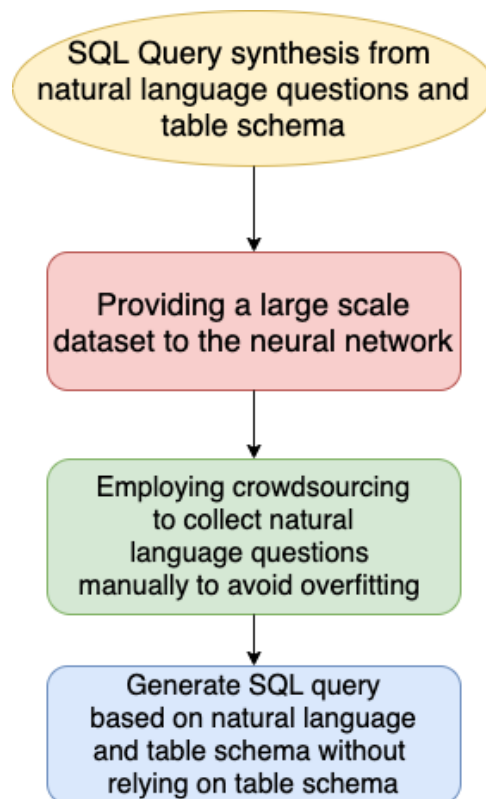 SQL Query synthesis from
natural language questions and
table schema
Providing a large scale
dataset to the neural network
Employing crowdsourcing
to collect natural
language questions
manually to avoid overfitting
Generate SQL query
based on natural language
and table schema without
relying on table schema